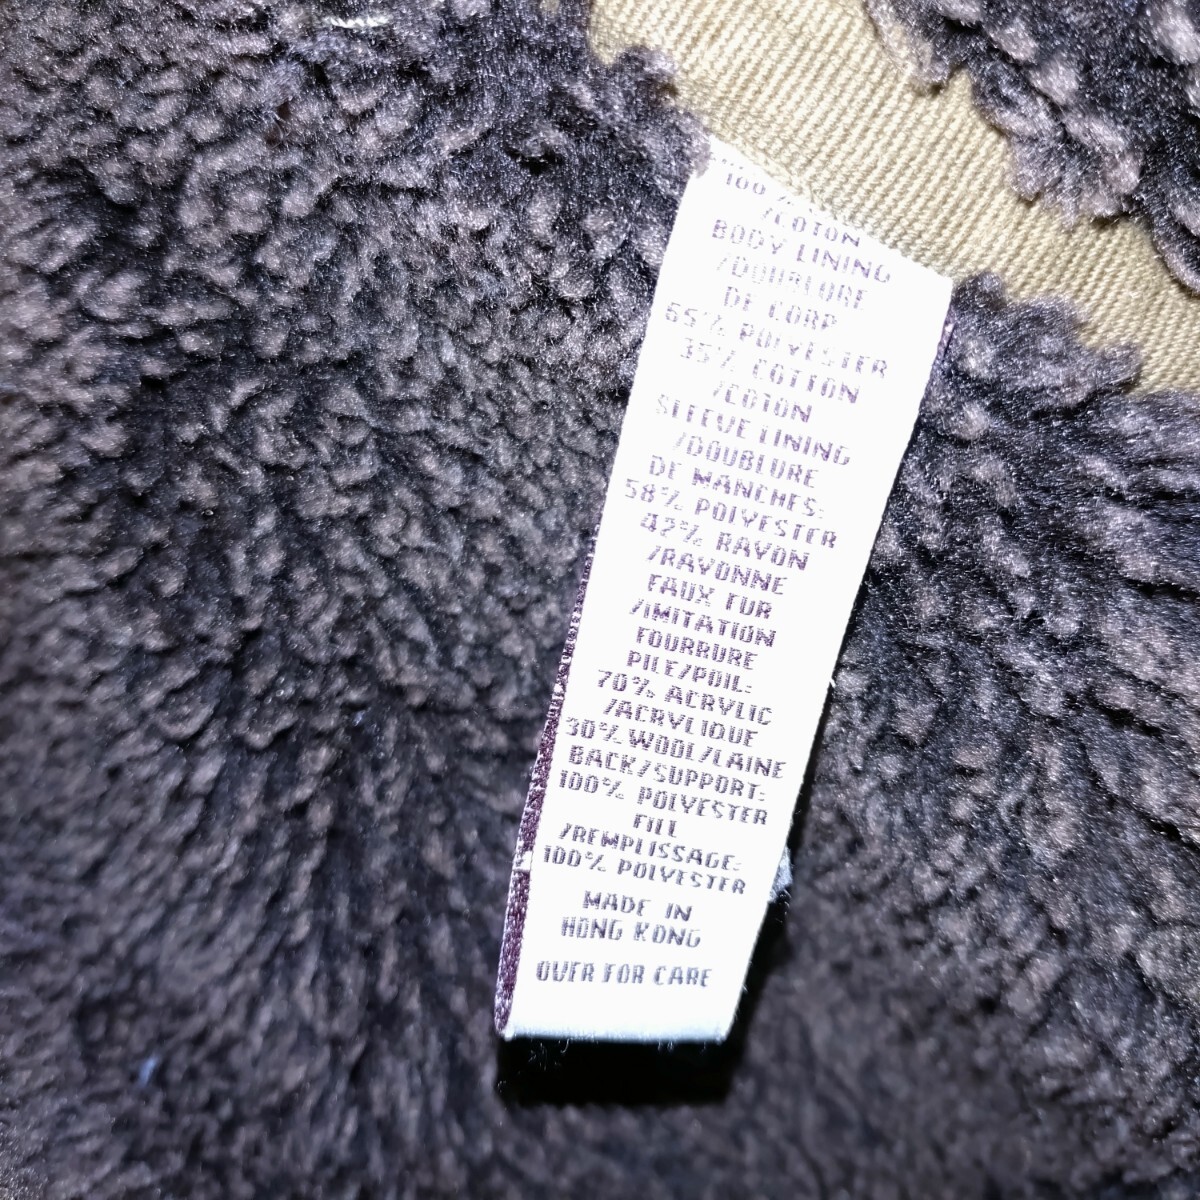 100
/COTON
BODY LINING
/DOUBLURE
DE CORP
65% POLYESTER
35% COTTON
/COTON
SLEEVE LINING
/DOUBLURE
DE MANCHES:
58% POLYESTER
42% RAYON
/RAYONNE
FAUX FUR
/IMITATION
FOURRURE
PILE/POIL:
70% ACRYLIC
/ACRYLIQUE
30% WOOL/LAINE
BACK/SUPPORT:
100% POLYESTER
FILL
/REMPLISSAGE:
100% POLYESTER
MADE IN
HONG KONG
OVER FOR CARE